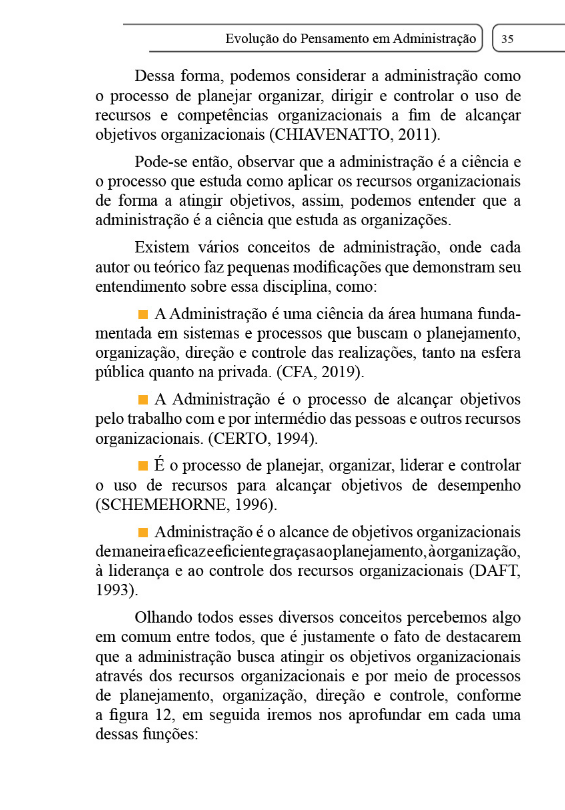 Evolução do Pensamento em Administração 35
Dessa forma, podemos considerar a administração como
o processo de planejar organizar, dirigir e controlar o uso de
recursos e competências organizacionais a fim de alcançar
objetivos organizacionais (CHIAVENATTO, 2011).
Pode-se então, observar que a administração é a ciência e
o processo que estuda como aplicar os recursos organizacionais
de forma a atingir objetivos, assim, podemos entender que a
administração é a ciência que estuda as organizações.
Existem vários conceitos de administração, onde cada
autor ou teórico faz pequenas modificações que demonstram seu
entendimento sobre essa disciplina, como:
■ A Administração é uma ciência da área humana funda-
mentada em sistemas e processos que buscam o planejamento,
organização, direção e controle das realizações, tanto na esfera
pública quanto na privada. (CFA, 2019).
■ A Administração é o processo de alcançar objetivos
pelo trabalho com e por intermédio das pessoas e outros recursos
organizacionais. (CERTO, 1994).
■ É o processo de planejar, organizar, liderar e controlar
o uso de recursos para alcançar objetivos de desempenho
(SCHEMEHORNE, 1996).
■ Administração é o alcance de objetivos organizacionais
de maneira eficaz e eficiente graças ao planejamento, à organização,
à liderança e ao controle dos recursos organizacionais (DAFT,
1993).
Olhando todos esses diversos conceitos percebemos algo
em comum entre todos, que é justamente o fato de destacarem
que a administração busca atingir os objetivos organizacionais
através dos recursos organizacionais e por meio de processos
de planejamento, organização, direção e controle, conforme
a figura 12, em seguida iremos nos aprofundar em cada uma
dessas funções: